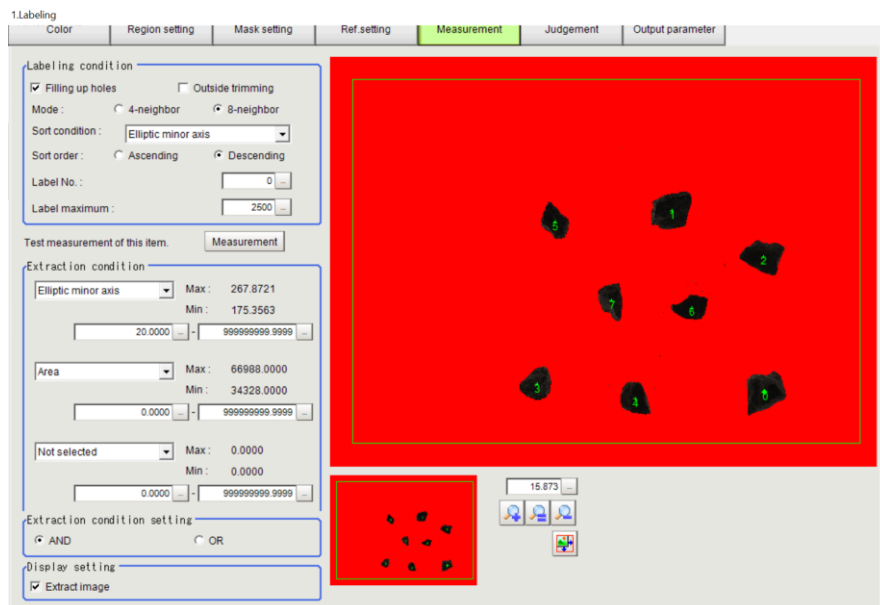 1.Labeling
Color Region setting Mask setting Ref.setting Measurement Judgement Output parameter
Labeling condition
Filling up holes Outside trimming
Mode : 4-neighbor 8-neighbor
Sort condition : Elliptic minor axis
Sort order : Ascending Descending
Label No. : 0 ...
Label maximum : 2500 ...
Test measurement of this item. Measurement
Extraction condition
Elliptic minor axis Max : 267.8721
Min : 175.3563
20.0000 ... - 999999999.9999 ...
Area Max : 66988.0000
Min : 34328.0000
0.0000 ... - 999999999.9999 ...
Not selected Max : 0.0000
Min : 0.0000
0.0000 ... - 999999999.9999 ...
Extraction condition setting
AND OR
Display setting
Extract image
1
5
2
7
6
3
4
0
15.873 ...